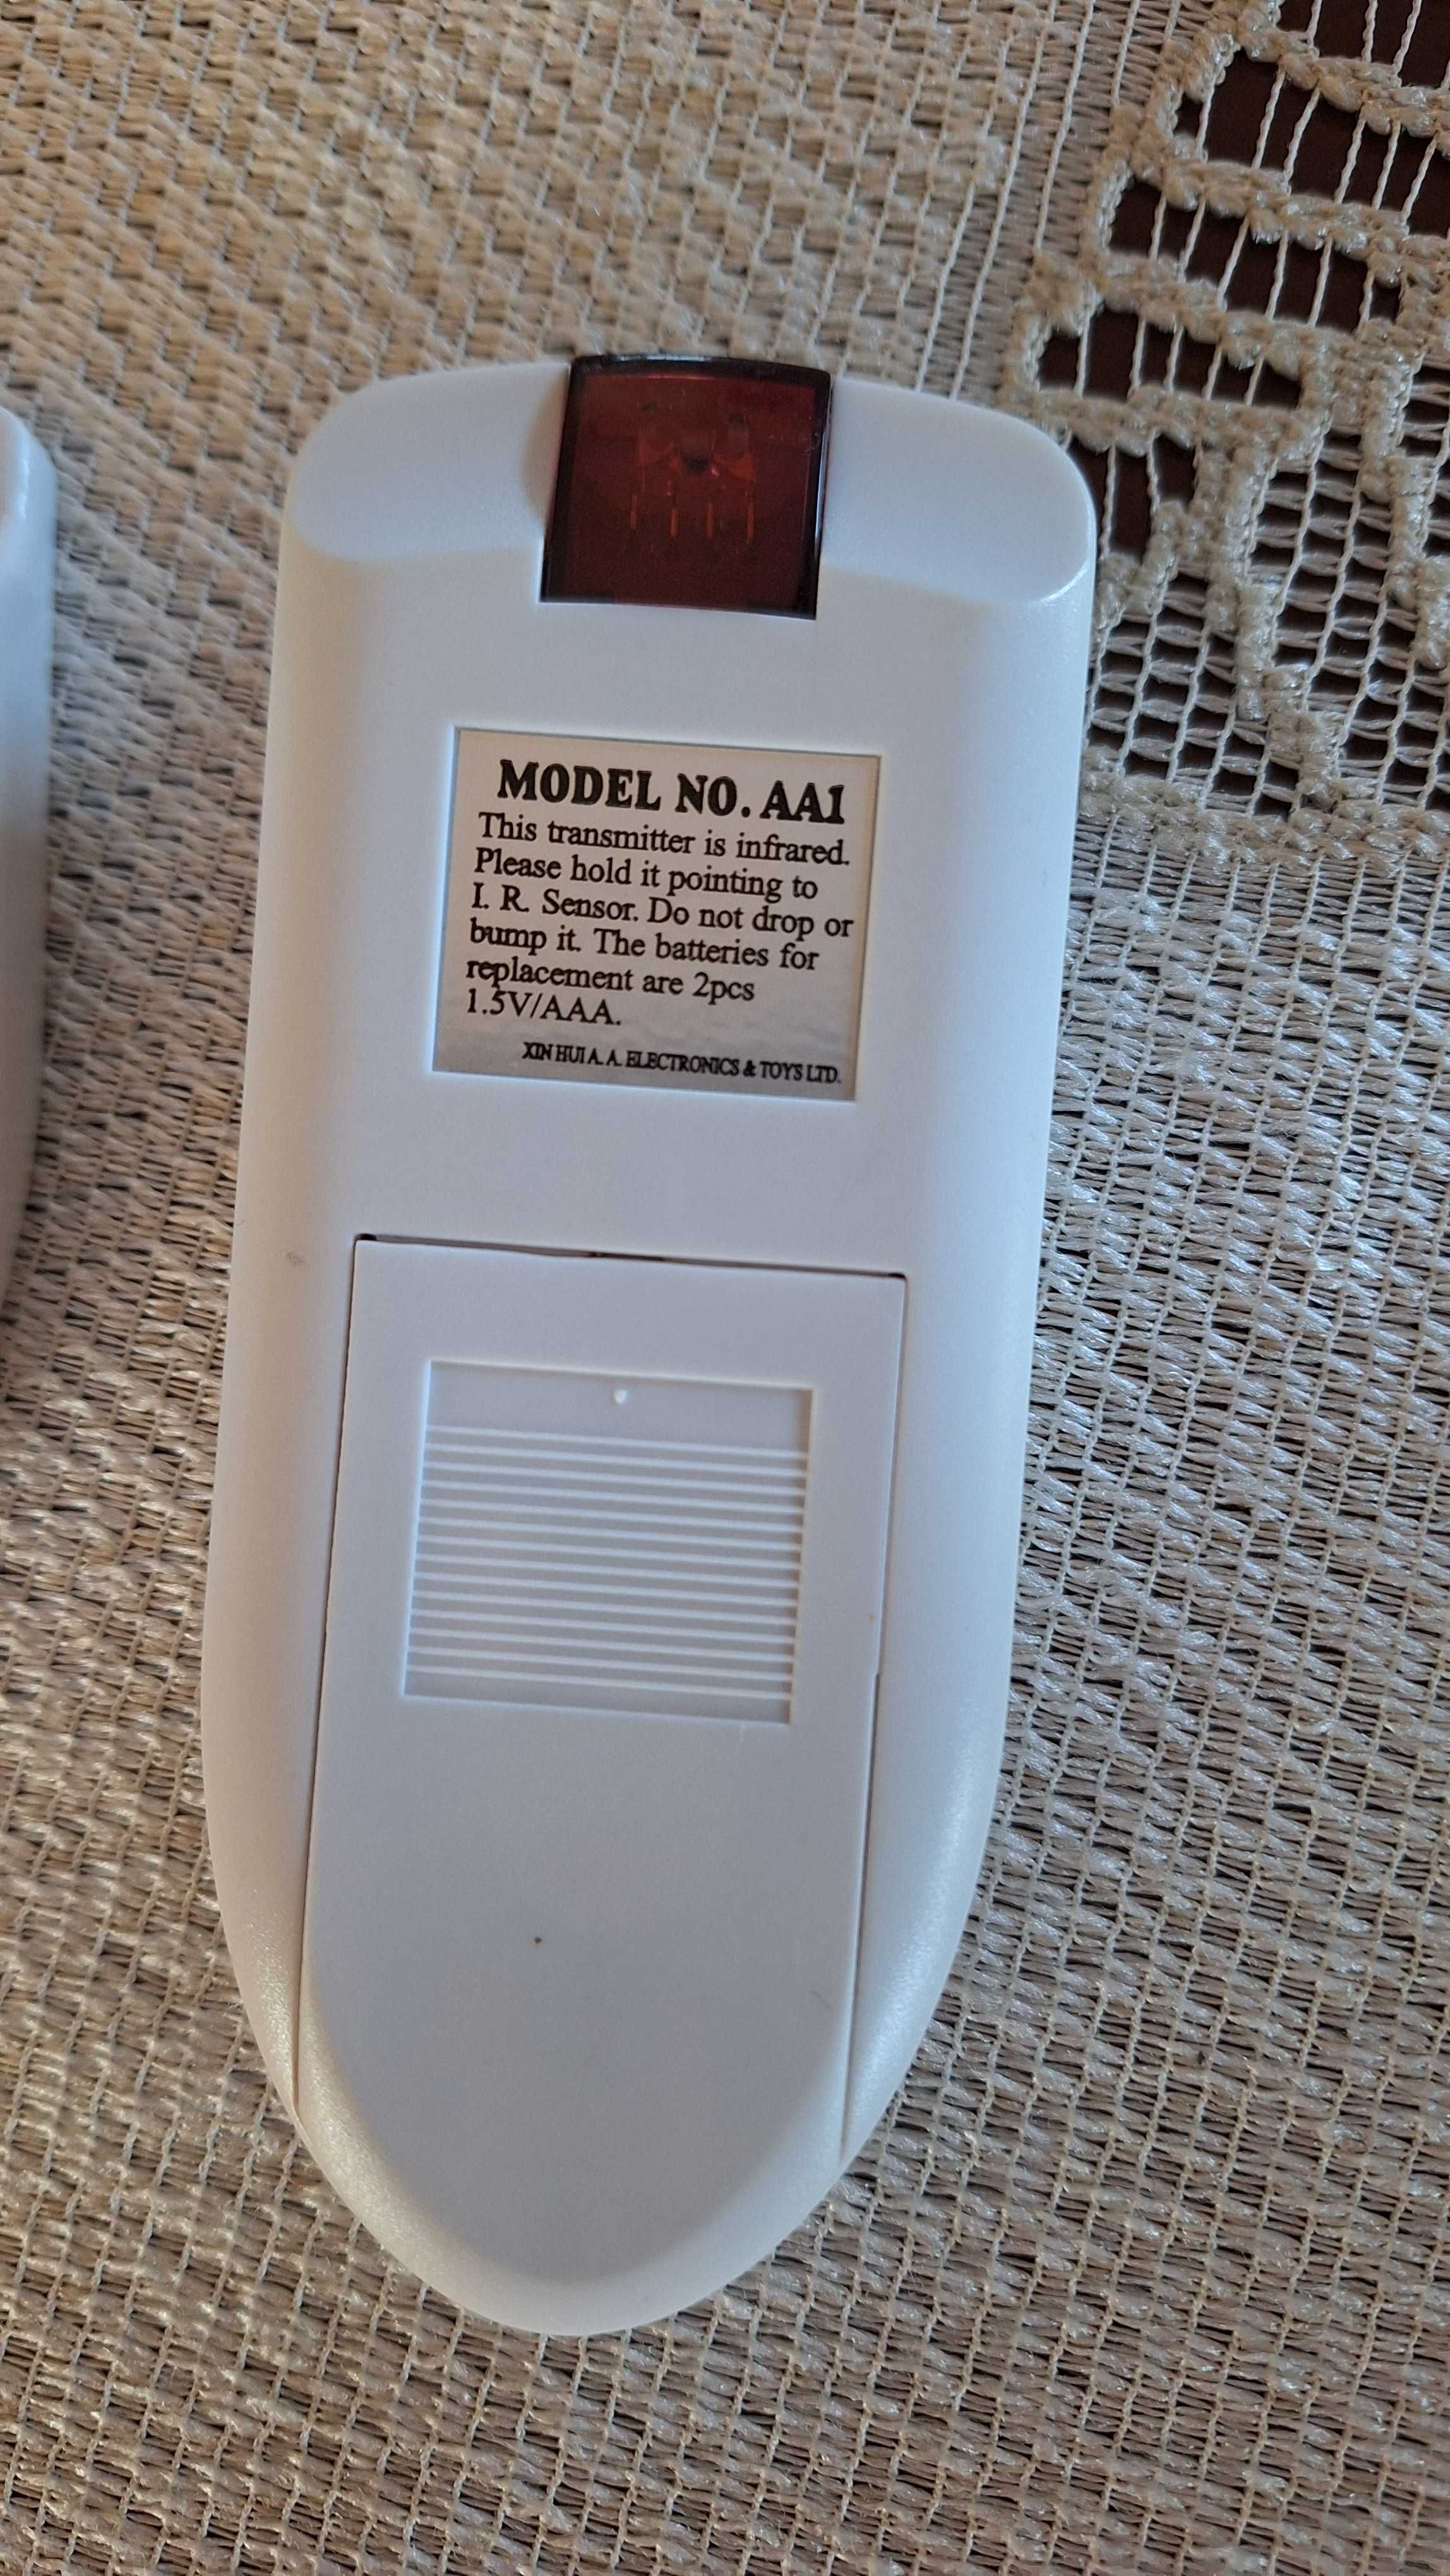 MODEL NO. AA1
This transmitter is infrared.
Please hold it pointing to
I. R. Sensor. Do not drop or
bump it. The batteries for
replacement are 2pcs
1.5V/AAA.
XIN HUI A. A. ELECTRONICS & TOYS LTD.